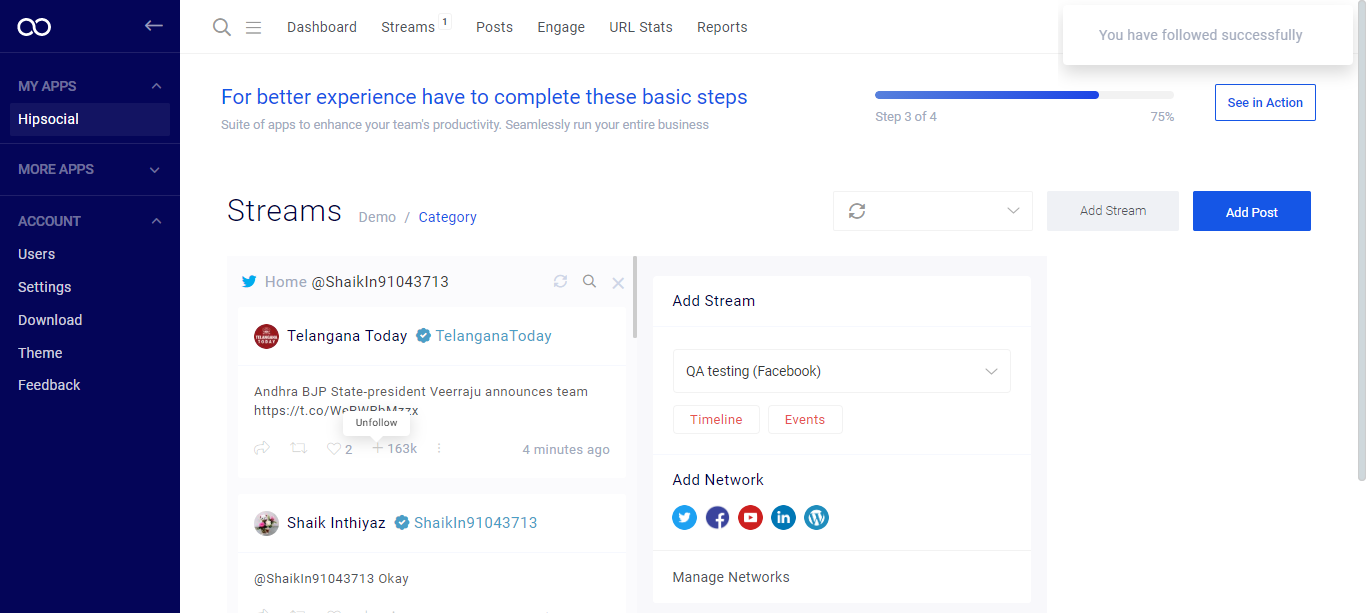 Dashboard Streams 1 Posts Engage URL Stats Reports
You have followed successfully
MY APPS
Hipsocial
MORE APPS
ACCOUNT
Users
Settings
Download
Theme
Feedback
For better experience have to complete these basic steps
Suite of apps to enhance your team's productivity. Seamlessly run your entire business
Step 3 of 4 75%
See in Action
Streams Demo / Category
Add Stream
Add Post
Home @ShaikIn91043713
Telangana Today TelanganaToday
Andhra BJP State-president Veerraju announces team
Unfollow
2 163k 4 minutes ago
Shaik Inthiyaz ShaikIn91043713
@ShaikIn91043713 Okay
Add Stream
QA testing (Facebook)
Timeline Events
Add Network
Manage Networks